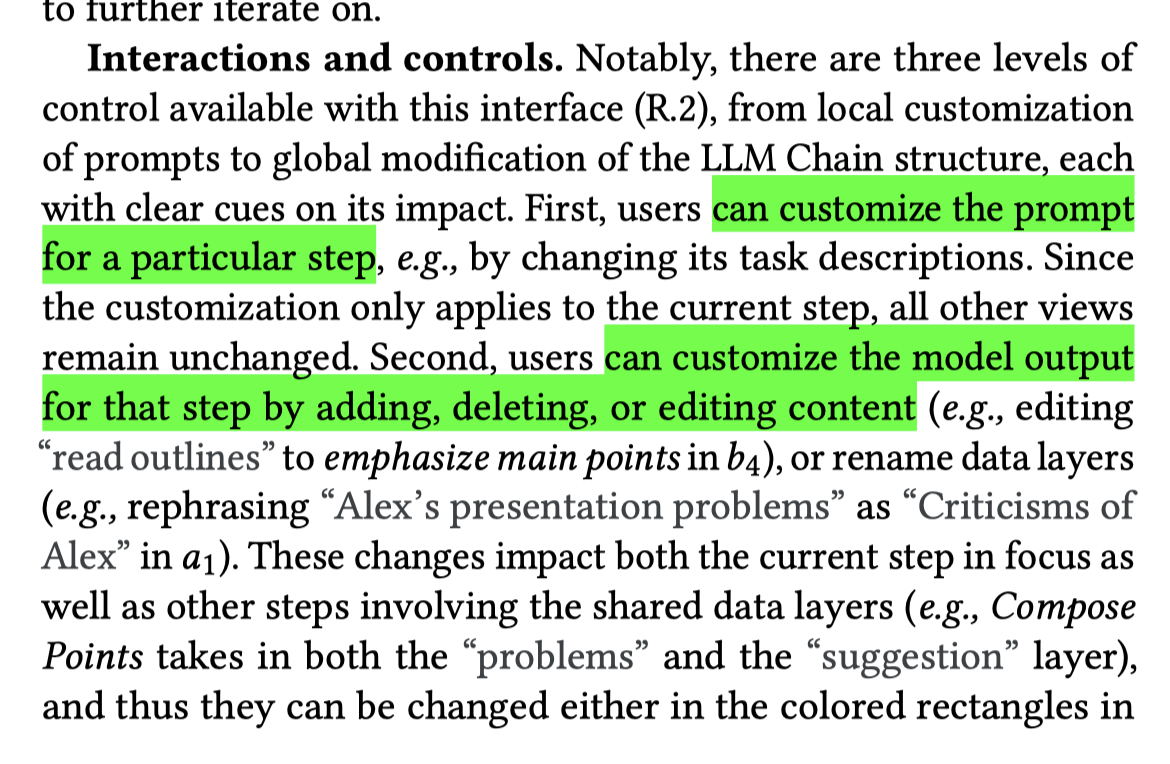 to further iterate on.
Interactions and controls. Notably, there are three levels of
control available with this interface (R.2), from local customization
of prompts to global modification of the LLM Chain structure, each
with clear cues on its impact. First, users can customize the prompt
for a particular step, e.g., by changing its task descriptions. Since
the customization only applies to the current step, all other views
remain unchanged. Second, users can customize the model output
for that step by adding, deleting, or editing content (e.g., editing
“read outlines” to emphasize main points in b4), or rename data layers
(e.g., rephrasing “Alex’s presentation problems” as “Criticisms of
Alex” in a1). These changes impact both the current step in focus as
well as other steps involving the shared data layers (e.g., Compose
Points takes in both the “problems” and the “suggestion” layer),
and thus they can be changed either in the colored rectangles in